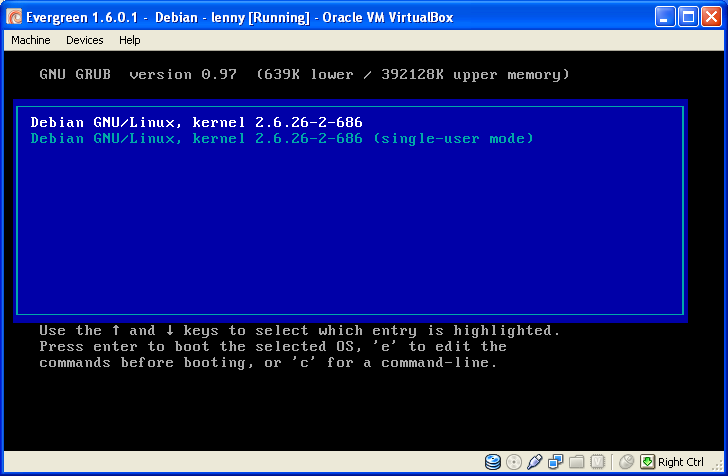 Evergreen 1.6.0.1 - Debian - lenny [Running] - Oracle VM VirtualBox
Machine Devices Help
GNU GRUB version 0.97 (639K lower / 392128K upper memory)
Debian GNU/Linux, kernel 2.6.26-2-686
Debian GNU/Linux, kernel 2.6.26-2-686 (single-user mode)
Use the ↑ and ↓ keys to select which entry is highlighted.
Press enter to boot the selected OS, 'e' to edit the
commands before booting, or 'c' for a command-line.
Right Ctrl